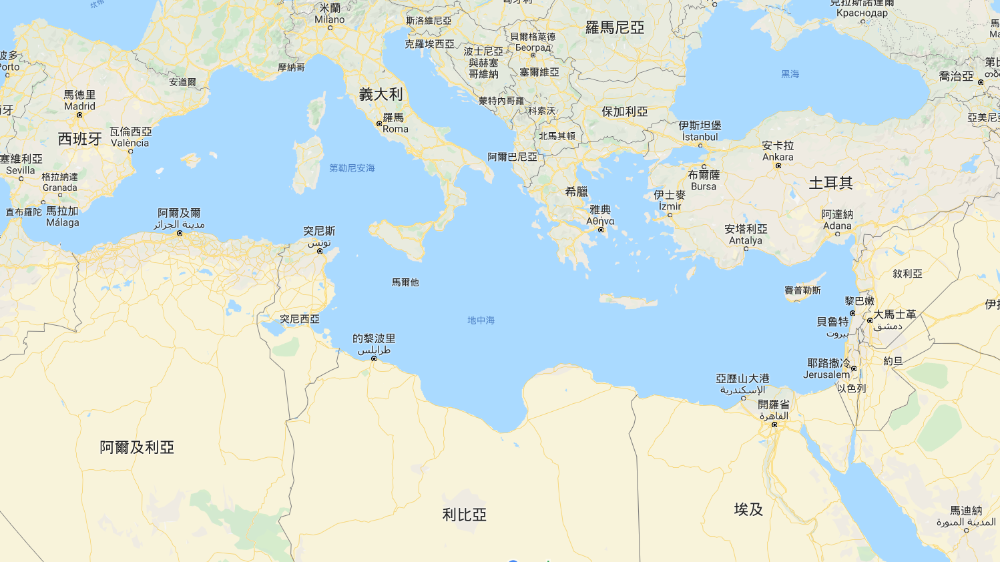 坎塔
米蘭
Milano
斯洛維尼亞
克羅埃西亞
貝爾格萊德
Београд
羅馬尼亞
克拉斯諾達爾
Краснодар
波多
Porto
摩納哥
波士尼亞
與赫塞
哥維納
塞爾維亞
黑海
喬治亞
安道爾
馬德里
Madrid
義大利
羅馬
Roma
蒙特內哥羅
科索沃
保加利亞
亞美尼亞
西班牙
瓦倫西亞
València
北馬其頓
伊斯坦堡
İstanbul
安卡拉
Ankara
塞維利亞
Sevilla
第勒尼安海
阿爾巴尼亞
格拉納達
Granada
布爾薩
Bursa
土耳其
希臘
伊士麥
İzmir
直布羅陀
馬拉加
Málaga
阿爾及爾
مدينة الجزائر
雅典
Αθήνα
阿達納
Adana
突尼斯
تونس
安塔利亞
Antalya
馬爾他
敘利亞
賽普勒斯
黎巴嫩
突尼西亞
地中海
貝魯特
بيروت
大馬士革
دمشق
的黎波里
طرابلس
耶路撒冷
Jerusalem
約旦
亞歷山大港
الإسكندرية
以色列
開羅省
القاهرة
阿爾及利亞
利比亞
埃及
馬迪納
المدينة المنورة